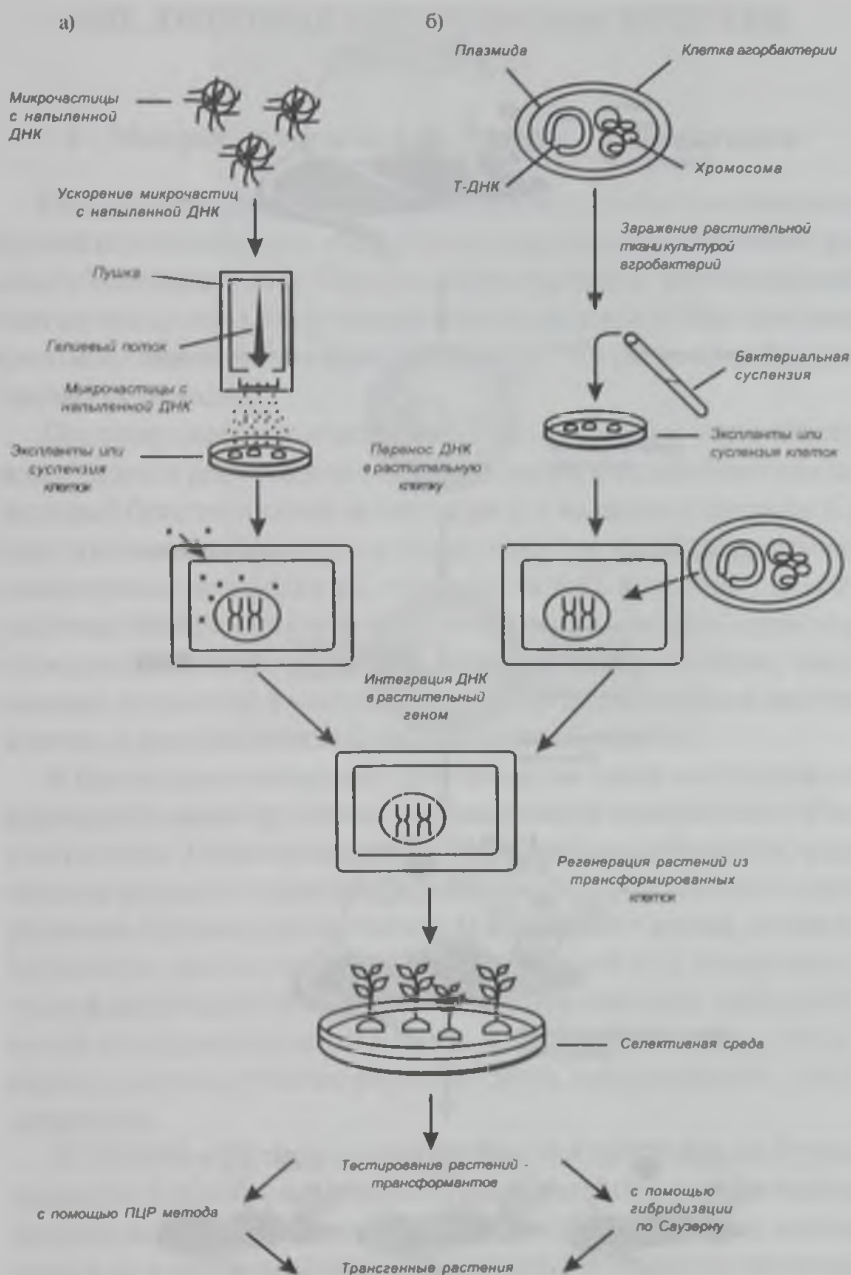 а)
б)
Плазмида
Клетка агорбактерии
Микрочастицы
с напыленной
ДНК
Т-ДНК
Хромосома
Ускорение микрочастиц
с напыленной ДНК
Заражение растительной
ткани культурой
агробактерий
Пушка
Гелиевый поток
Бактериальная
суспензия
Микрочастицы с
напыленной ДНК
Экспланты или
суспензия клеток
Перенос ДНК
в растительную
клетку
Экспланты или
суспензия клеток
Интеграция ДНК
в растительный
геном
Регенерация растений из
трансформированных
клеток
Селективная среда
Тестирование растений -
трансформантов
с помощью ПЦР метода
с помощью
гибридизации
по Саузерну
Трансгенные растения